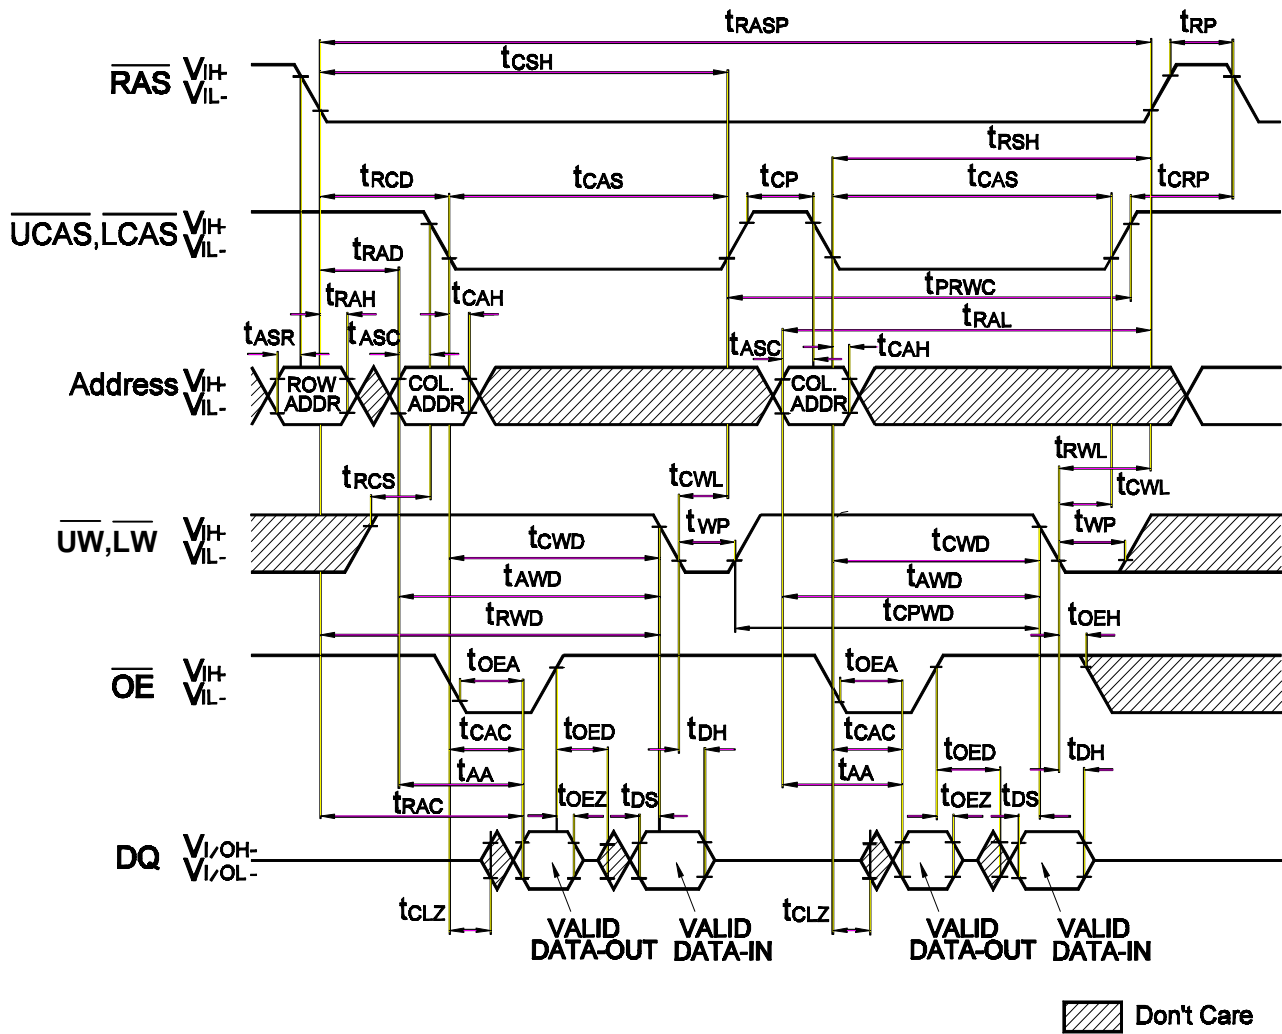 tRASP
tRP
tCSH
RAS VIH-
VIL-
tRSH
tRCD tCAS tCP tCAS tCRP
UCAS,LCAS VIH-
VIL-
tRAD
tPRWC
tRAH tCAH
tRAL
tASR tASC tASC tCAH
Address VIH-
VIL-
ROW
ADDR
COL.
ADDR
COL.
ADDR
tRWL
tRCS tCWL tCWL
UW,LW VIH-
VIL-
tWP tWP
tCWD tCWD
tAWD tAWD
tRWD tCPWD tOEH
OE VIH-
VIL-
tOEA tOEA
tCAC tOED tDH tCAC tOED tDH
tAA tAA
tRAC tOEZ tDS tOEZ tDS
DQ VI/OH-
VI/OL-
tCLZ tCLZ
VALID
DATA-OUT
VALID
DATA-IN
VALID
DATA-OUT
VALID
DATA-IN
Don't Care